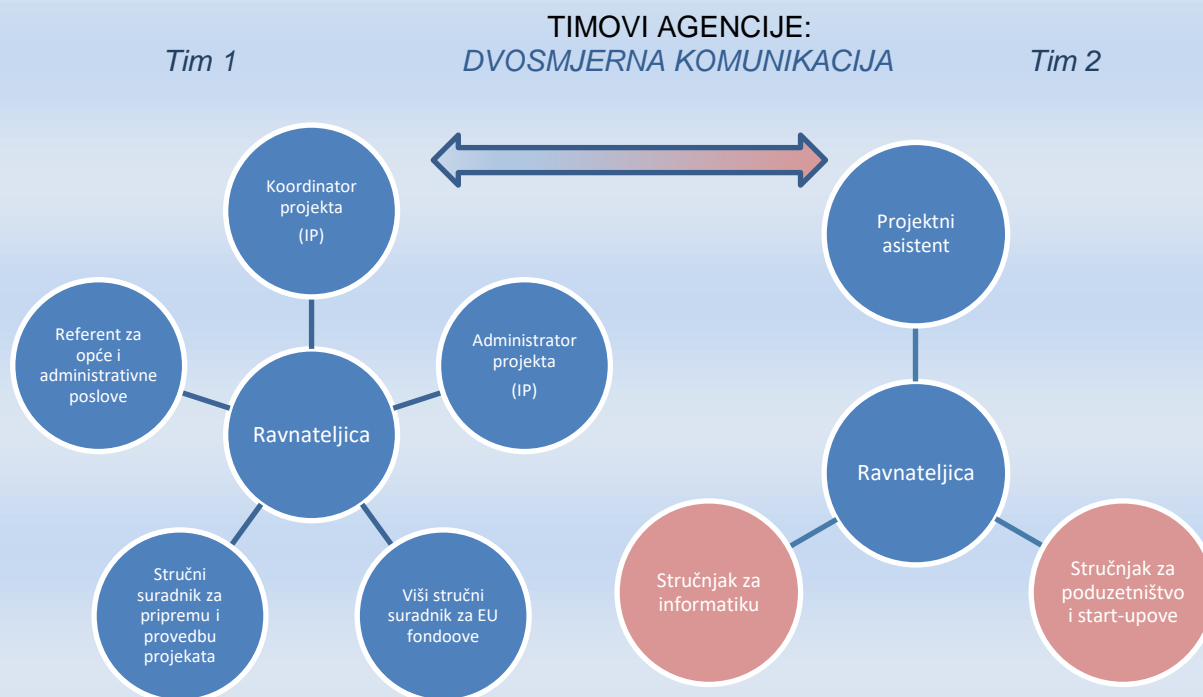 TIMOVI AGENCIJE:
Tim 1
DVOSMJERNA KOMUNIKACIJA
Tim 2
Koordinator
projekta
(IP)
Referent za
opće i
administrativne
poslove
Administrator
projekta
(IP)
Ravnateljica
Stručni
suradnik za
pripremu i
provedbu
projekata
Viši stručni
suradnik za EU
fondoove
Projektni
asistent
Ravnateljica
Stručnjak za
informatiku
Stručnjak za
poduzetništvo
i start-upove